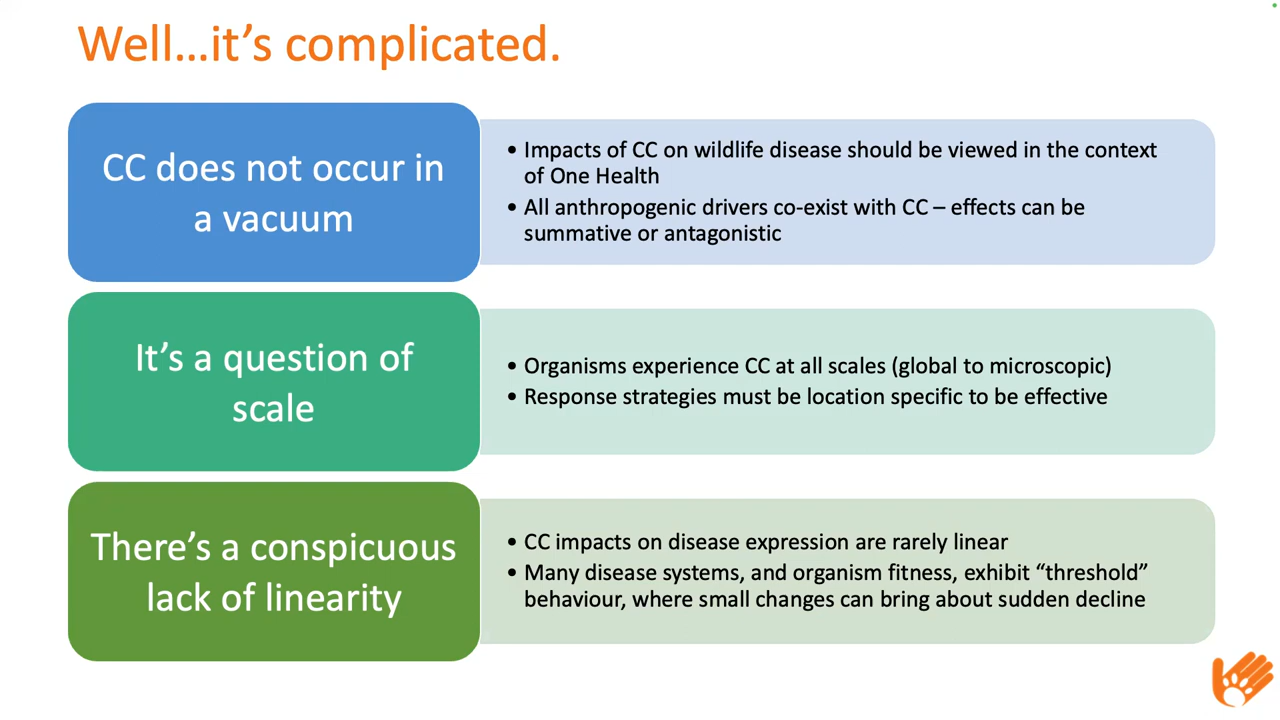 Well…it’s complicated.
CC does not occur in
a vacuum
• Impacts of CC on wildlife disease should be viewed in the context
of One Health
• All anthropogenic drivers co-exist with CC – effects can be
summative or antagonistic
It’s a question of
scale
• Organisms experience CC at all scales (global to microscopic)
• Response strategies must be location specific to be effective
There’s a conspicuous
lack of linearity
• CC impacts on disease expression are rarely linear
• Many disease systems, and organism fitness, exhibit “threshold”
behaviour, where small changes can bring about sudden decline